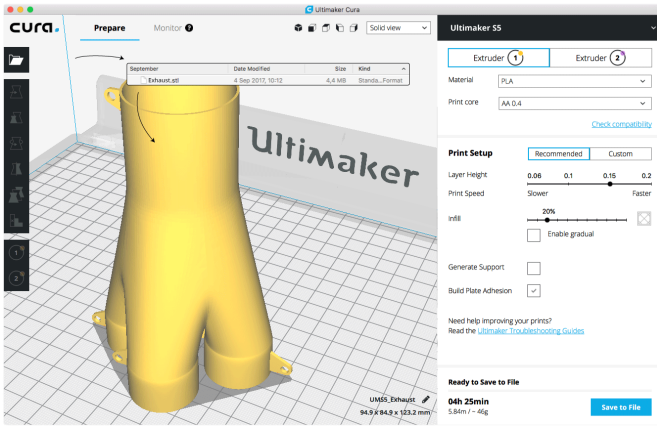 Ultimaker Cura
cura.
Prepare
Monitor ?
Solid view
September
Date Modified
Size
Kind
Exhaust.stl
4 Sep 2017, 10:12
4,4 MB
Standa...Format
Ultimaker
1
2
UMS5_Exhaust
94.9 x 84.9 x 123.2 mm
Ultimaker S5
Extruder 1
Extruder 2
Material
PLA
Print core
AA 0.4
Check compatibility
Print Setup
Recommended
Custom
Layer Height
0.06 0.1 0.15 0.2
Print Speed
Slower
Faster
Infill
20%
Enable gradual
Generate Support
Build Plate Adhesion
Need help improving your prints?
Read the Ultimaker Troubleshooting Guides
Ready to Save to File
04h 25min
5.84m / ~ 46g
Save to File